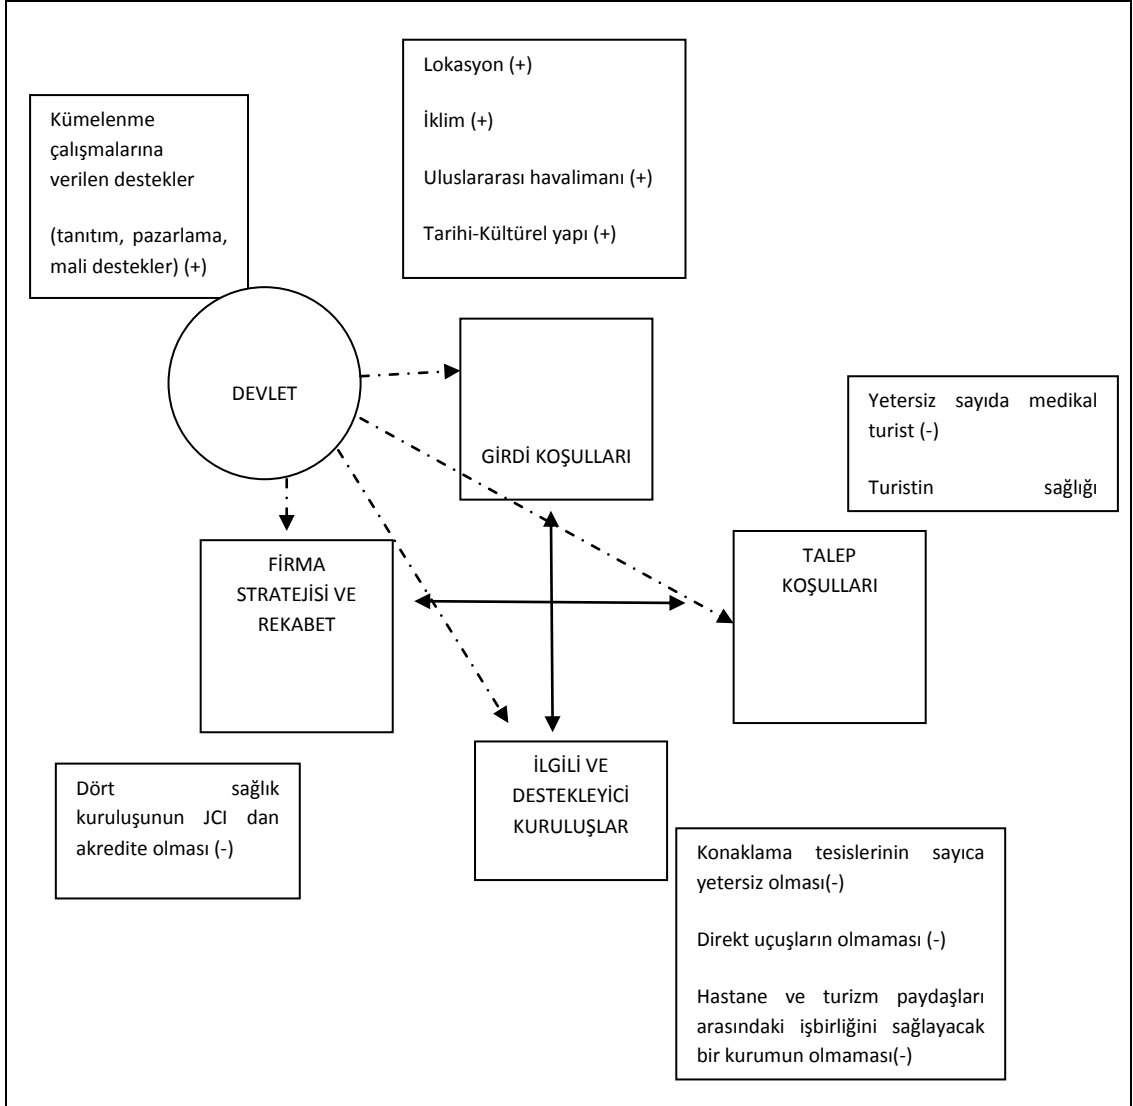 Lokasyon (+)
İklim (+)
Uluslararası havalimanı (+)
Tarihi-Kültürel yapı (+)
Kümelenme
çalışmalarına
verilen destekler
(tanıtım, pazarlama,
mali destekler) (+)
DEVLET
GİRDİ KOŞULLARI
Yetersiz sayıda medikal
turist (-)
Turistin sağlığı
FİRMA
STRATEJİSİ VE
REKABET
TALEP
KOŞULLARI
Dört sağlık
kuruluşunun JCI dan
akredite olması (-)
İLGİLİ VE
DESTEKLEYİCİ
KURULUŞLAR
Konaklama tesislerinin sayıca
yetersiz olması(-)
Direkt uçuşların olmaması (-)
Hastane ve turizm paydaşları
arasındaki işbirliğini sağlayacak
bir kurumun olmaması(-)